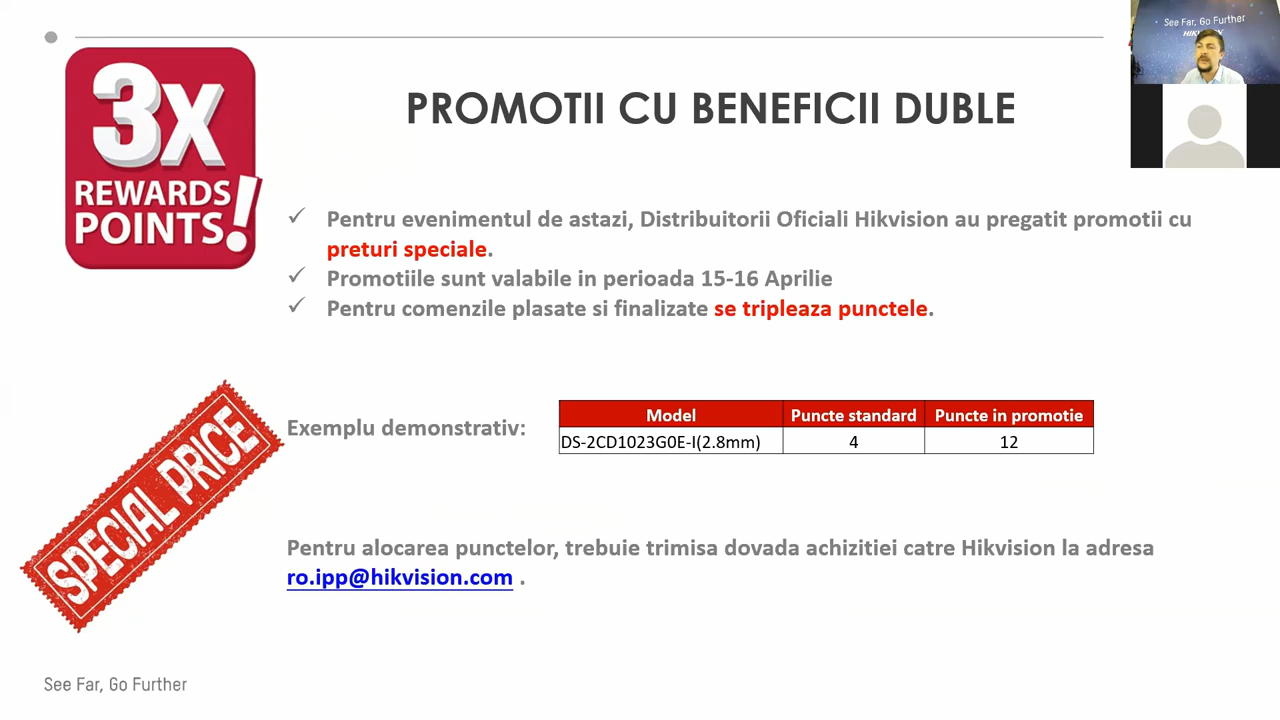 See Far, Go Further
HIKVISION
3x
REWARDS
POINTS!
PROMOTII CU BENEFICII DUBLE
✓ Pentru evenimentul de astazi, Distribuitorii Oficiali Hikvision au pregatit promotii cu
preturi speciale.
✓ Promotiile sunt valabile in perioada 15-16 Aprilie
✓ Pentru comenzile plasate si finalizate se tripleaza punctele.
SPECIAL PRICE
Exemplu demonstrativ:
Model Puncte standard Puncte in promotie
DS-2CD1023G0E-I(2.8mm) 4 12
Pentru alocarea punctelor, trebuie trimisa dovada achizitiei catre Hikvision la adresa
ro.ipp@hikvision.com .
See Far, Go Further